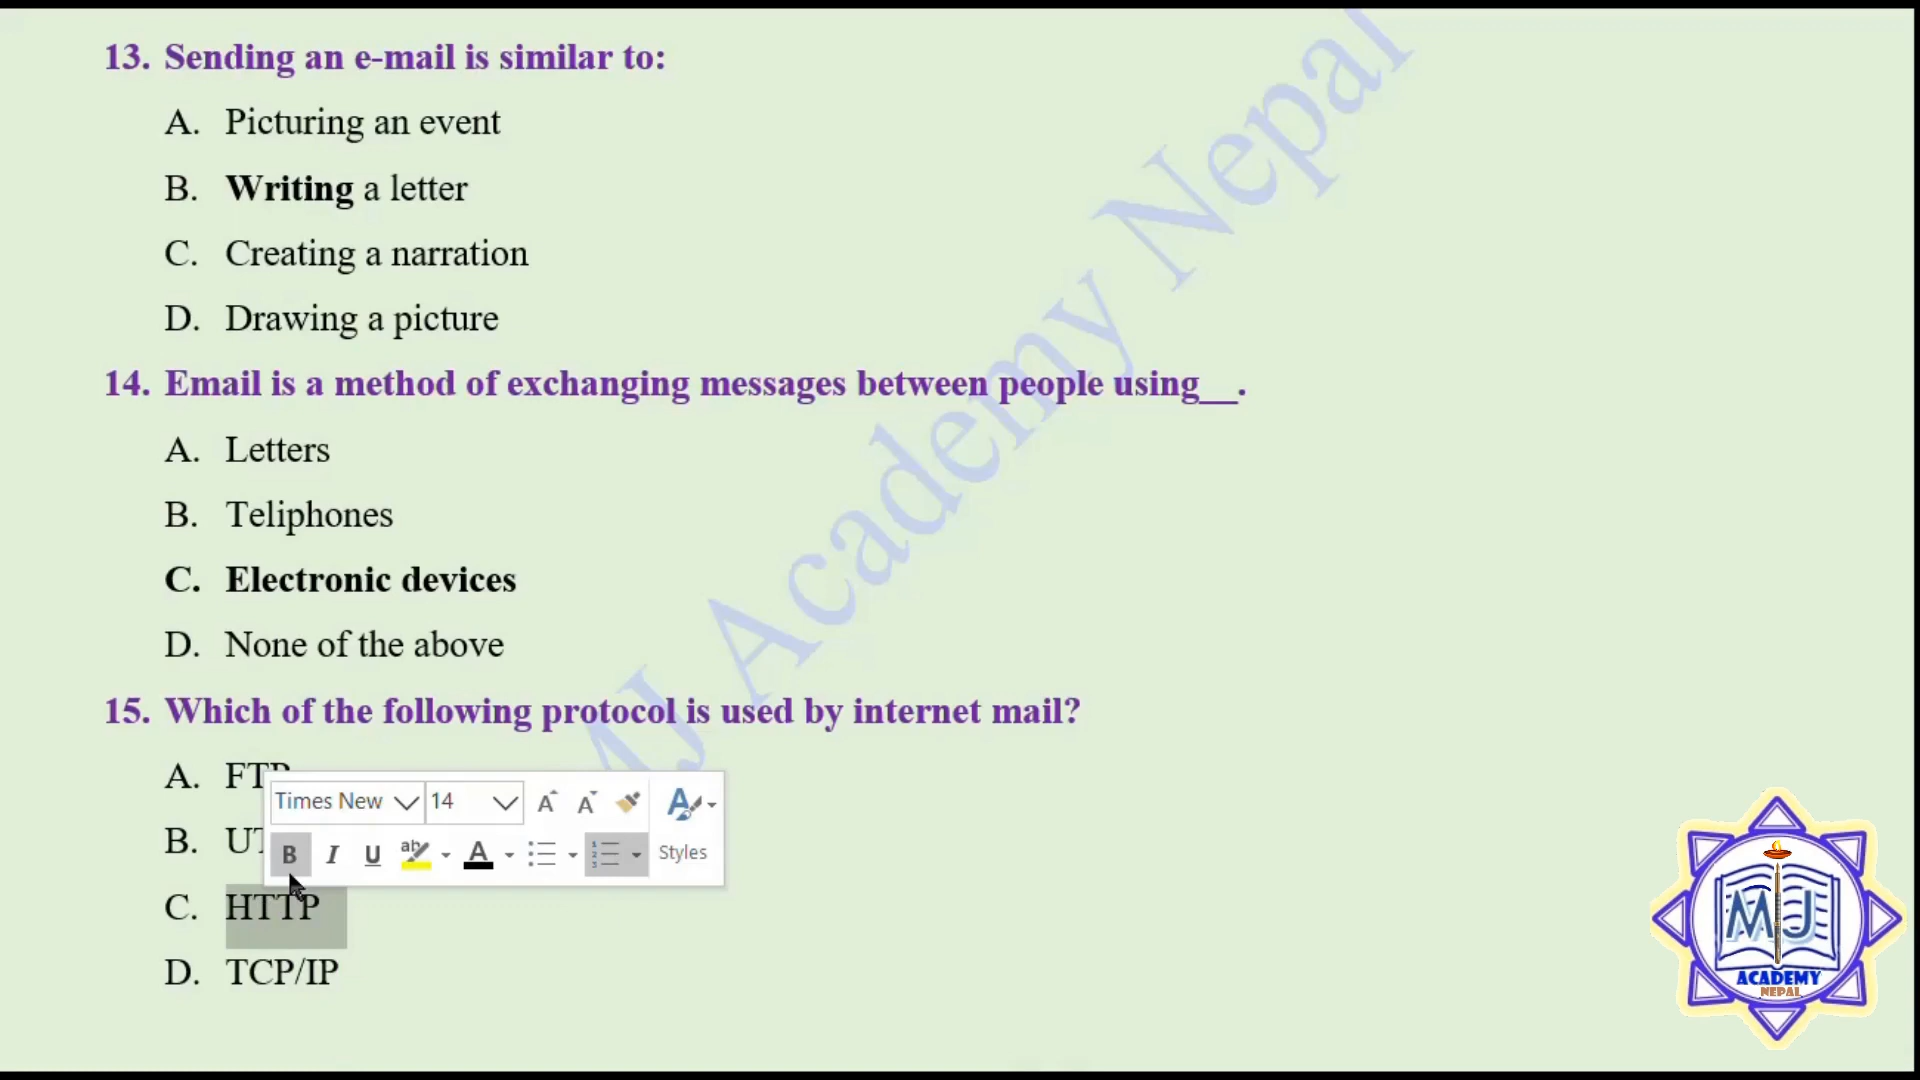 13. Sending an e-mail is similar to:
A. Picturing an event
B. Writing a letter
C. Creating a narration
D. Drawing a picture
14. Email is a method of exchanging messages between people using__.
A. Letters
B. Teliphones
C. Electronic devices
D. None of the above
15. Which of the following protocol is used by internet mail?
A. FTP
Times New 14
B.
B I U Styles
C. HTTP
D. TCP/IP
MJ Academy Nepal
MJ
ACADEMY
NEPAL